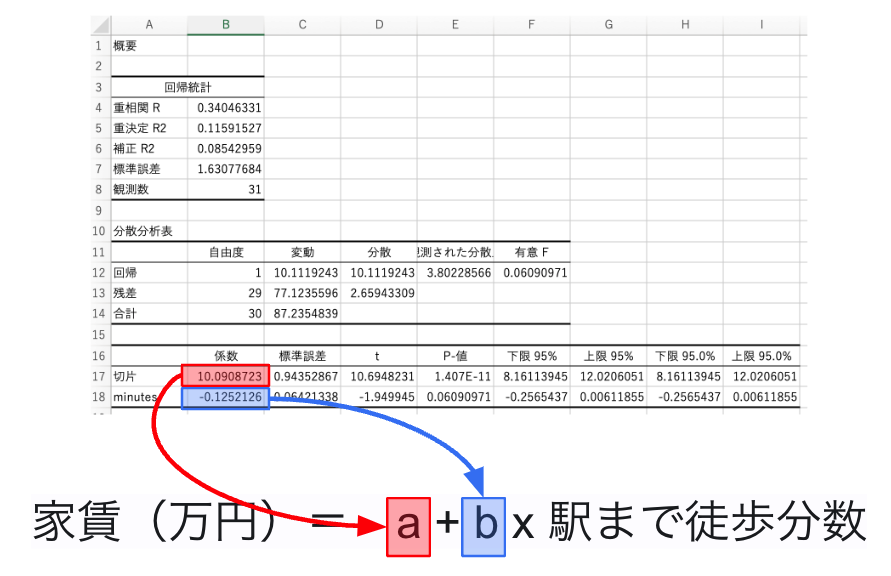 A B C D E F G H I
1 概要
2
3 回帰統計
4 重相関 R 0.34046331
5 重決定 R2 0.11591527
6 補正 R2 0.08542959
7 標準誤差 1.63077684
8 観測数 31
9
10 分散分析表
11 自由度 変動 分散 測された分散 有意 F
12 回帰 1 10.1119243 10.1119243 3.80228566 0.06090971
13 残差 29 77.1235596 2.65943309
14 合計 30 87.2354839
15
16 係数 標準誤差 t P-値 下限 95% 上限 95% 下限 95.0% 上限 95.0%
17 切片 10.0908723 0.94352867 10.6948231 1.407E-11 8.16113945 12.0206051 8.16113945 12.0206051
18 minutes -0.1252126 0.06421338 -1.949945 0.06090971 -0.2565437 0.00611855 -0.2565437 0.00611855
家賃（万円）＝ a + b x 駅まで徒歩分数